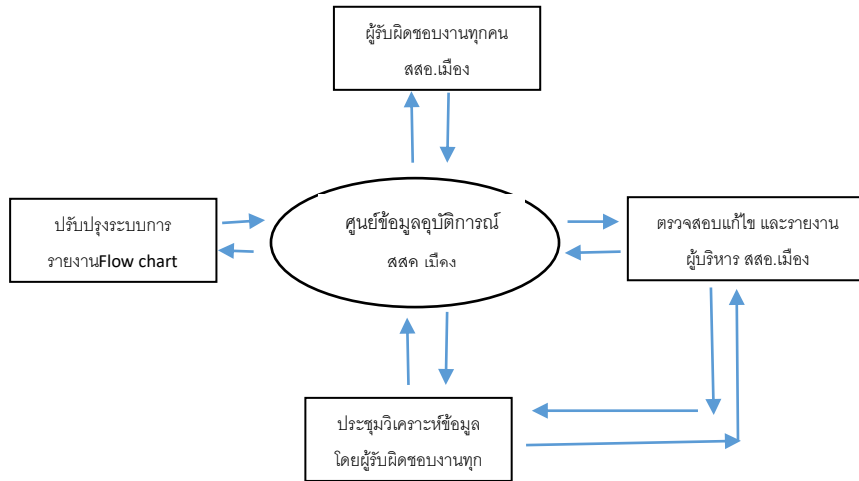 ผู้รับผิดชอบงานทุกคน
สสอ.เมือง
ปรับปรุงระบบการ
รายงานFlow chart
ศูนย์ข้อมูลอุบัติการณ์
สสอ.เมือง
ตรวจสอบแก้ไข และรายงาน
ผู้บริหาร สสอ.เมือง
ประชุมวิเคราะห์ข้อมูล
โดยผู้รับผิดชอบงานทุก